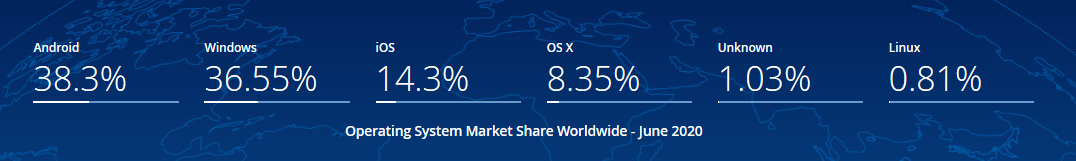 Android Windows iOS OS X Unknown Linux
38.3% 36.55% 14.3% 8.35% 1.03% 0.81%
Operating System Market Share Worldwide - June 2020